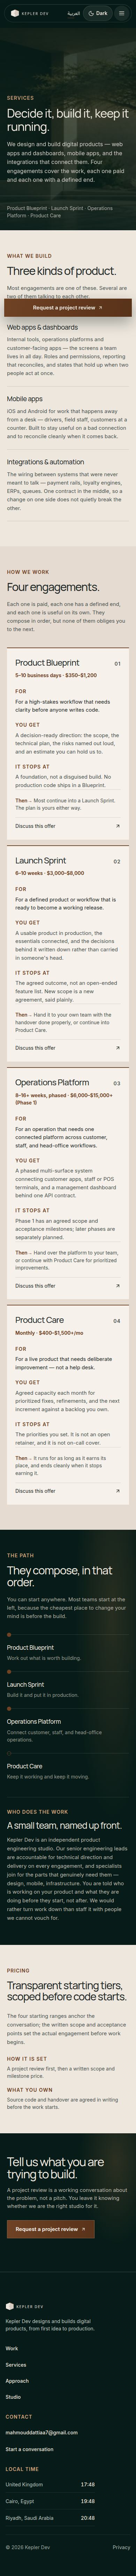 KEPLER DEV
العربية
Dark
SERVICES
Decide it, build it, keep it
running.
We design and build digital products — web
apps and dashboards, mobile apps, and the
integrations that connect them. Four
engagements cover the work, each one paid
and each one with a defined end.
Product Blueprint · Launch Sprint · Operations
Platform · Product Care
WHAT WE BUILD
Three kinds of product.
Most engagements are one of these. Several are
two of them talking to each other.
Request a project review ↗
Web apps & dashboards
Internal tools, operations platforms and
customer-facing apps — the screens a team
lives in all day. Roles and permissions, reporting
that reconciles, and states that hold up when two
people act at once.
Mobile apps
iOS and Android for work that happens away
from a desk — drivers, field staff, customers at a
counter. Built to stay useful on a bad connection
and to reconcile cleanly when it comes back.
Integrations & automation
The wiring between systems that were never
meant to talk — payment rails, loyalty engines,
ERPs, queues. One contract in the middle, so a
change on one side does not quietly break the
other.
HOW WE WORK
Four engagements.
Each one is paid, each one has a defined end,
and each one is useful on its own. They
compose in order, but none of them obliges you
to the next.
Product Blueprint 01
5–10 business days · $350–$1,200
FOR
For a high-stakes workflow that needs
clarity before anyone writes code.
YOU GET
A decision-ready direction: the scope, the
technical plan, the risks named out loud,
and an estimate you can hold us to.
IT STOPS AT
A foundation, not a disguised build. No
production code ships in a Blueprint.
Then → Most continue into a Launch Sprint.
The plan is yours either way.
Discuss this offer ↗
Launch Sprint 02
6–10 weeks · $3,000–$8,000
FOR
For a defined product or workflow that is
ready to become a working release.
YOU GET
A usable product in production, the
essential connections, and the decisions
behind it written down rather than carried
in someone's head.
IT STOPS AT
The agreed outcome, not an open-ended
feature list. New scope is a new
agreement, said plainly.
Then → Hand it to your own team with the
handover done properly, or continue into
Product Care.
Discuss this offer ↗
Operations Platform 03
8–16+ weeks, phased · $6,000–$15,000+
(Phase 1)
FOR
For an operation that needs one
connected platform across customer,
staff, and head-office workflows.
YOU GET
A phased multi-system journey
connecting customer apps, staff or POS
terminals, and a management dashboard
behind one API contract.
IT STOPS AT
Phase 1 has an agreed scope and
acceptance milestones; later phases are
separately planned.
Then → Hand over the platform to your team,
or continue with Product Care for prioritized
improvements.
Discuss this offer ↗
Product Care 04
Monthly · $400–$1,500+/mo
FOR
For a live product that needs deliberate
improvement — not a help desk.
YOU GET
Agreed capacity each month for
prioritized fixes, refinements, and the next
increment against a backlog you own.
IT STOPS AT
The priorities you set. It is not an open
retainer, and it is not on-call cover.
Then → It runs for as long as it earns its
place, and ends cleanly when it stops
earning it.
Discuss this offer ↗
THE PATH
They compose, in that
order.
You can start anywhere. Most teams start at the
left, because the cheapest place to change your
mind is before the build.
Product Blueprint
Work out what is worth building.
Launch Sprint
Build it and put it in production.
Operations Platform
Connect customer, staff, and head-office
operations.
Product Care
Keep it working and keep it moving.
WHO DOES THE WORK
A small team, named up front.
Kepler Dev is an independent product
engineering studio. Our senior engineering leads
are accountable for technical direction and
delivery on every engagement, and specialists
join for the parts that genuinely need them —
design, mobile, infrastructure. You are told who
is working on your product and what they are
doing before they start, not after. We would
rather turn work down than staff it with people
we cannot vouch for.
PRICING
Transparent starting tiers,
scoped before code starts.
The four starting ranges anchor the
conversation; the written scope and acceptance
points set the actual engagement before work
begins.
HOW IT IS SET
A project review first, then a written scope and
milestone price.
WHAT YOU OWN
Source code and handover are agreed in writing
before the work starts.
Tell us what you are
trying to build.
A project review is a working conversation about
the problem, not a pitch. You leave it knowing
whether we are the right studio for it.
Request a project review ↗
KEPLER DEV
Kepler Dev designs and builds digital
products, from first idea to production.
Work
Services
Approach
Studio
CONTACT
mahmouddattiaa7@gmail.com
Start a conversation
LOCAL TIME
United Kingdom 17:48
Cairo, Egypt 19:48
Riyadh, Saudi Arabia 20:48
© 2026 Kepler Dev Privacy